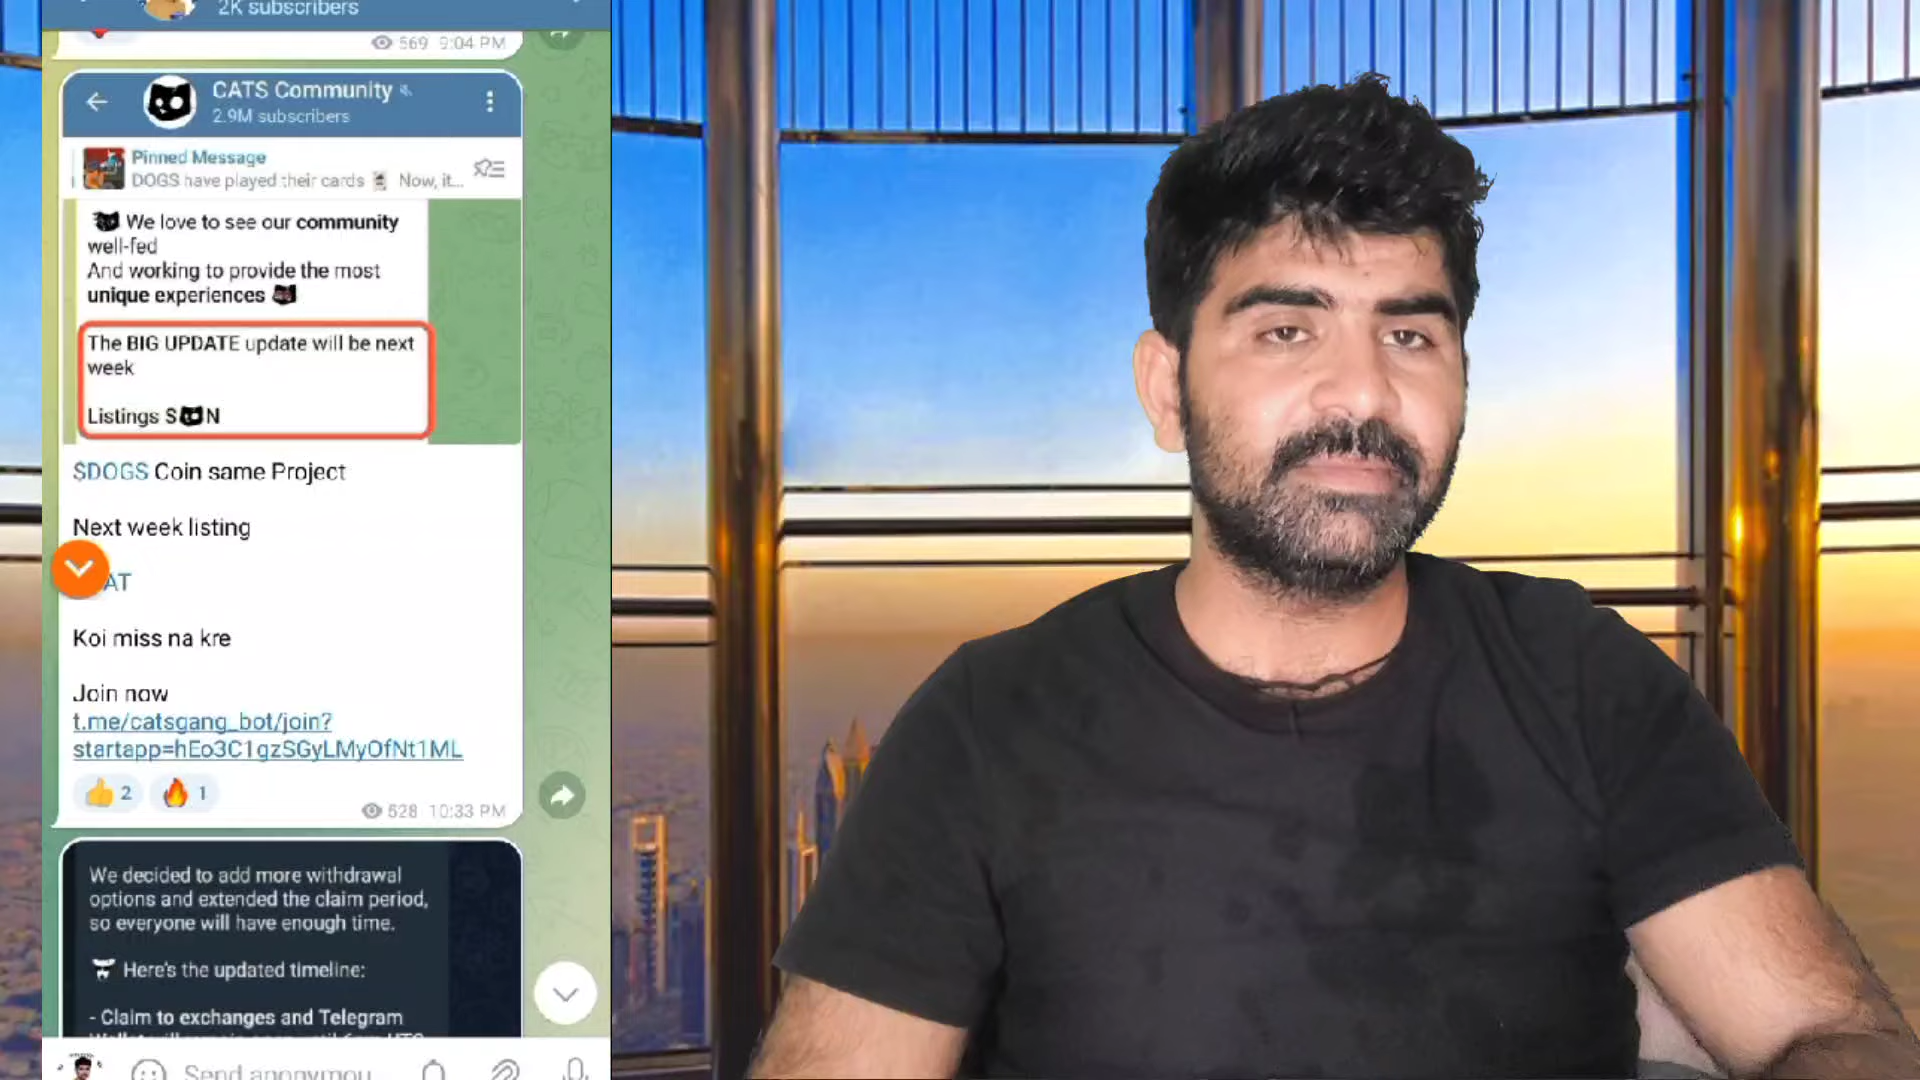 2K subscribers
569 9:04 PM
CATS Community
2.9M subscribers
Pinned Message
DOGS have played their cards Now, it...
We love to see our community
well-fed
And working to provide the most
unique experiences
The BIG UPDATE update will be next
week
Listings S N
$DOGS Coin same Project
Next week listing
AT
Koi miss na kre
Join now
t.me/catsgang_bot/join?
startapp=hEo3C1gzSGyLMyOfNt1ML
2 1
528 10:33 PM
We decided to add more withdrawal
options and extended the claim period,
so everyone will have enough time.
Here's the updated timeline:
- Claim to exchanges and Telegram
Send anonymou